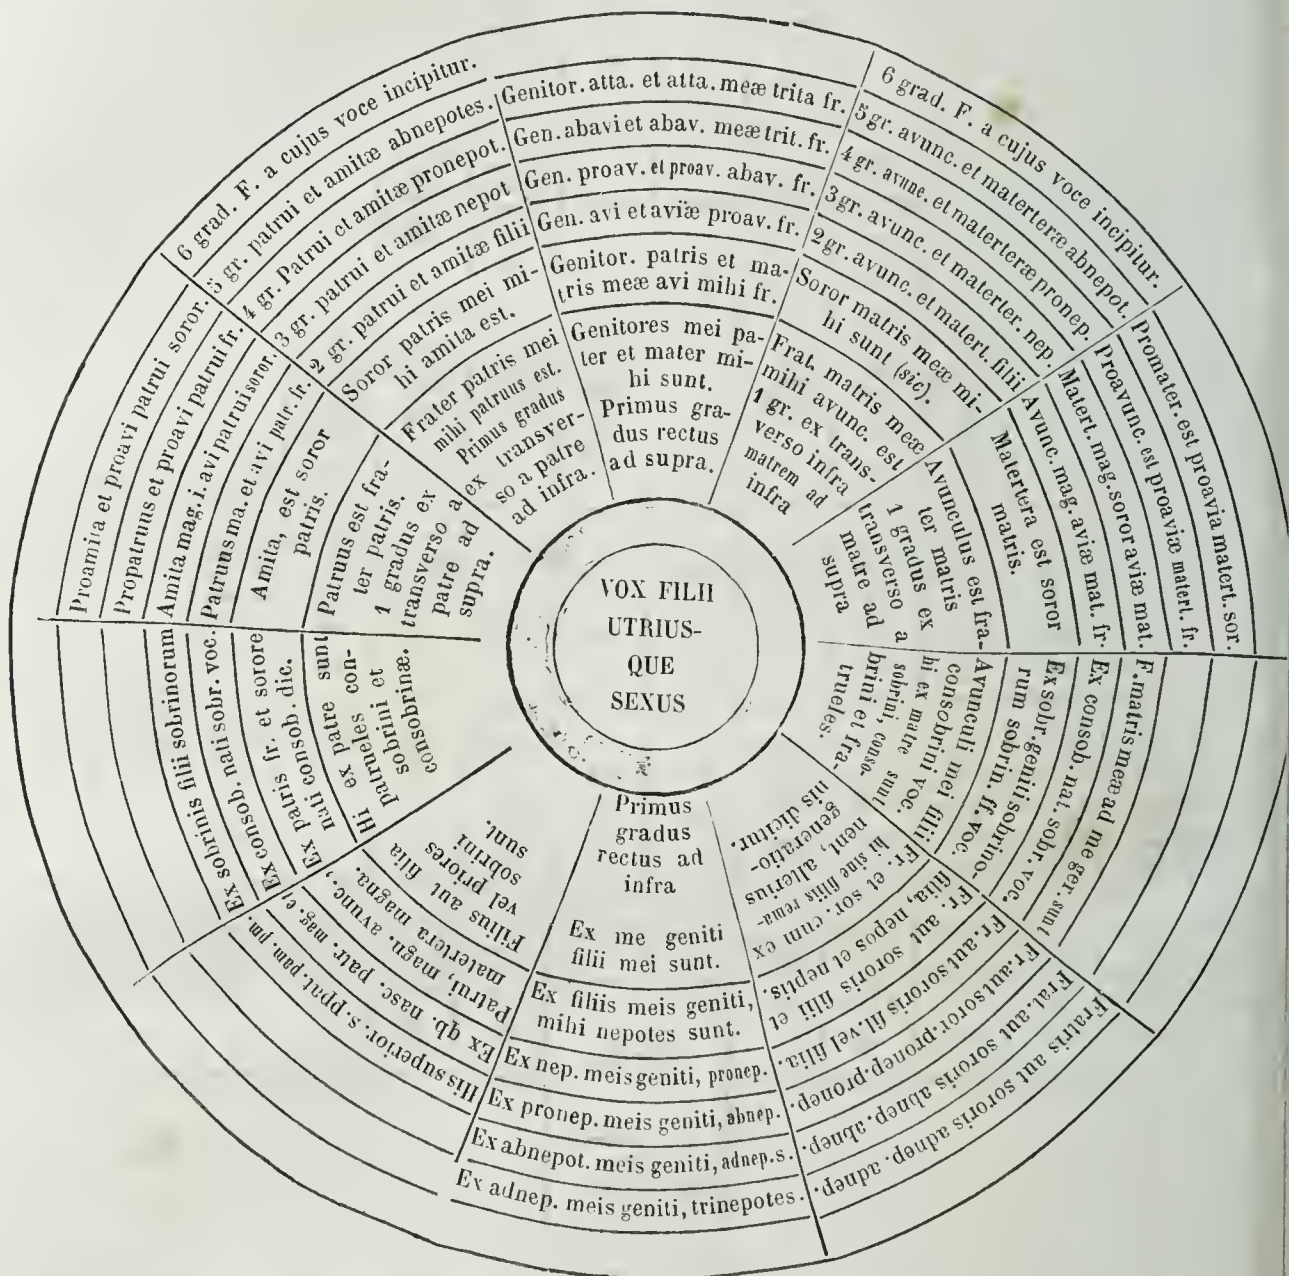 VOX FILII
UTRIUS-
QUE
SEXUS
Genitor. atta. et atta. meæ trita fr.
Gen. abavi et abav. meæ trit. fr.
Gen. proav. et proav. abav. fr.
Gen. avi et aviæ proav. fr.
Genitor. patris et ma-
tris meæ avi mihi fr.
Genitores mei pa-
ter et mater mi-
hi sunt.
Primus gra-
dus rectus
ad supra.
6 grad. F. a cujus voce incipitur.
5 gr. avunc. et materteræ abnepot.
4 gr. avunc. et materteræ pronep.
3 gr. avunc. et materter. nep.
2 gr. avunc. et matert. filii
Soror matris meæ mi-
hi sunt (sic).
Frat. matris meæ
mihi avunc. est
1 gr. ex trans-
verso infra
matrem ad
infra
Promater. est proavia matert. sor.
Proavunc. est proaviæ matert. fr.
Matert. mag. soror aviæ mat.
Avunc. mag. aviæ mat. fr.
Matertera est soror
matris.
Avunculus est fra-
ter matris
1 gradus ex
transverso a
matre ad
supra
F. matris meæ ad me ger. sunt
Ex consob. nat. sobr. voc.
Ex sobr. geniti sobrino-
rum sobrin. ff. voc.
Avunculi mei filii
consobrini voc.
hi ex matre sunt
sobrini, conso-
brini et fra-
trueles.
Fratris aut sororis adnep. adnep.
Frat. aut sororis abnep. abnep.
Fr. aut soror. pronep. pronep.
Fr. aut sororis fil. vel filia.
Fr. aut sororis filii et
filia, nepos et neptis.
Fr. et sor. cum ex
hi sine filiis rema-
nent, alterius
generatio-
nis dicitur.
Primus
gradus
rectus ad
infra
Ex me geniti
filii mei sunt.
Ex filiis meis geniti,
mihi nepotes sunt.
Ex nep. meis geniti, pronep.
Ex pronep. meis geniti, abnep.
Ex abnepot. meis geniti, adnep. s.
Ex adnep. meis geniti, trinepotes.
Filius aut filia
vel priores
sobrini
sunt.
Patrui, magn. avunc.,
matertera magna.
Ex qb. nasc. patr. mag. et
His superior. s. ppat. pam. pm.
Ex sobrinis filii sobrinorum
Ex consob. nati sobr. voc.
Ex patris fr. et sorore
nati consob. dic.
Hi ex patre sunt
patrueles con-
sobrini et
consobrinæ.
Proamita et proavi patrui soror.
Propatruus et proavi patrui fr.
Amita mag. i. avi patrui soror.
Patruus ma. et avi patr. fr.
Amita, est soror
patris.
Patruus est fra-
ter patris.
1 gradus ex
transverso a
patre ad
supra.
6 grad. F. a cujus voce incipitur.
5 gr. patrui et amitæ abnepotes.
4 gr. Patrui et amitæ pronepot.
3 gr. patrui et amitæ nepot
2 gr. patrui et amitæ filii
Soror patris mei mi-
hi amita est.
Frater patris mei
mihi patruus est.
Primus gradus
ex transver-
so a patre
ad infra.